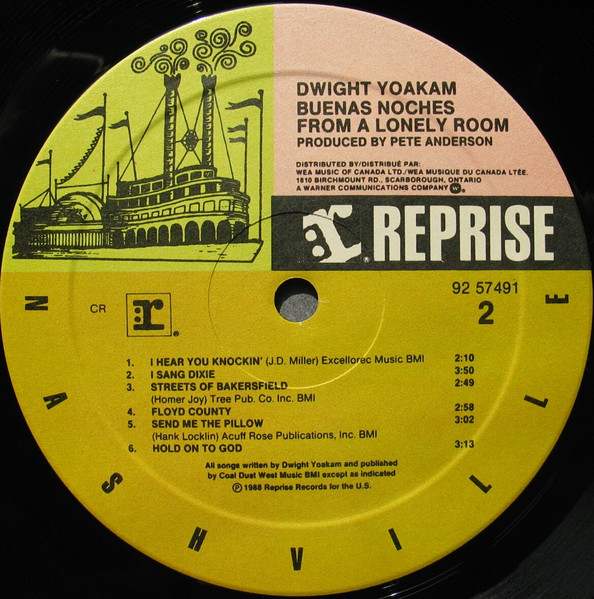 DWIGHT YOAKAM
BUENAS NOCHES
FROM A LONELY ROOM
PRODUCED BY PETE ANDERSON
DISTRIBUTED BY/DISTRIBUÉ PAR:
WEA MUSIC OF CANADA LTD./WEA MUSIQUE DU CANADA LTÉE.
1810 BIRCHMOUNT RD., SCARBOROUGH, ONTARIO
A WARNER COMMUNICATIONS COMPANY W ®.
r® REPRISE
92 57491
2
CR r®
1. I HEAR YOU KNOCKIN' (J.D. Miller) Excellorec Music BMI 2:10
2. I SANG DIXIE 3:50
3. STREETS OF BAKERSFIELD 2:49
(Homer Joy) Tree Pub. Co. Inc. BMI
4. FLOYD COUNTY 2:58
5. SEND ME THE PILLOW 3:02
(Hank Locklin) Acuff Rose Publications, Inc. BMI
6. HOLD ON TO GOD 3:13
All songs written by Dwight Yoakam and published
by Coal Dust West Music BMI except as indicated
℗ 1988 Reprise Records for the U.S.
NASHVILLE